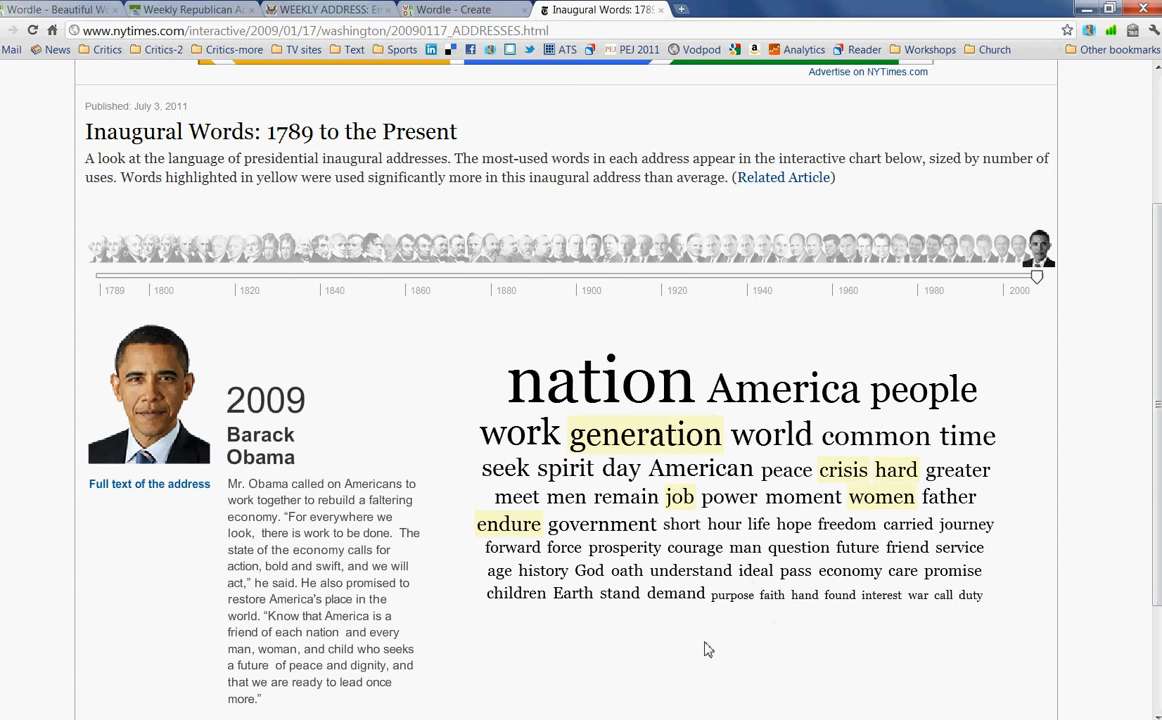 Wordle - Beautiful Wo
Weekly Republican A
WEEKLY ADDRESS: E
Wordle - Create
Inaugural Words: 1789
www.nytimes.com/interactive/2009/01/17/washington/20090117_ADDRESSES.html
Mail News Critics Critics-2 Critics-more TV sites Text Sports ATS PEJ PEJ 2011 Vodpod Analytics Reader Workshops Church Other bookmarks
Advertise on NYTimes.com
Published: July 3, 2011
Inaugural Words: 1789 to the Present
A look at the language of presidential inaugural addresses. The most-used words in each address appear in the interactive chart below, sized by number of
uses. Words highlighted in yellow were used significantly more in this inaugural address than average. (Related Article)
1789 1800 1820 1840 1860 1880 1900 1920 1940 1960 1980 2000
2009
Barack
Obama
Full text of the address
Mr. Obama called on Americans to
work together to rebuild a faltering
economy. “For everywhere we
look, there is work to be done. The
state of the economy calls for
action, bold and swift, and we will
act,” he said. He also promised to
restore America's place in the
world. “Know that America is a
friend of each nation and every
man, woman, and child who seeks
a future of peace and dignity, and
that we are ready to lead once
more.”
nation America people
work generation world common time
seek spirit day American peace crisis hard greater
meet men remain job power moment women father
endure government short hour life hope freedom carried journey
forward force prosperity courage man question future friend service
age history God oath understand ideal pass economy care promise
children Earth stand demand purpose faith hand found interest war call duty